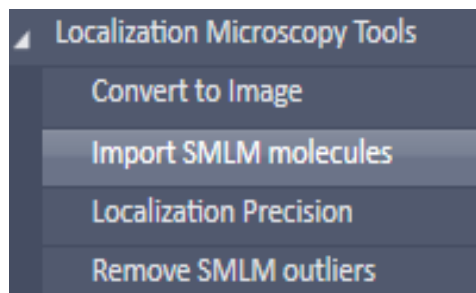 Localization Microscopy Tools
Convert to Image
Import SMLM molecules
Localization Precision
Remove SMLM outliers